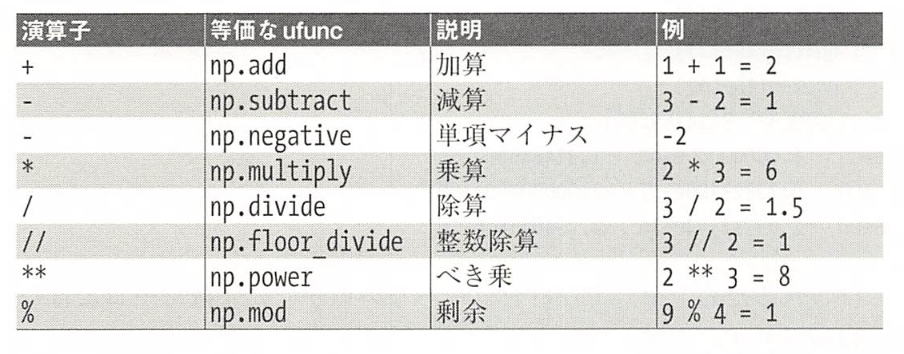 演算子 等価な ufunc 説明 例
+ np.add 加算 1 + 1 = 2
- np.subtract 減算 3 - 2 = 1
- np.negative 単項マイナス -2
* np.multiply 乗算 2 * 3 = 6
/ np.divide 除算 3 / 2 = 1.5
// np.floor_divide 整数除算 3 // 2 = 1
** np.power べき乗 2 ** 3 = 8
% np.mod 剰余 9 % 4 = 1